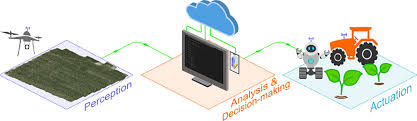 Perception
Analysis &
Decision-making
Actuation